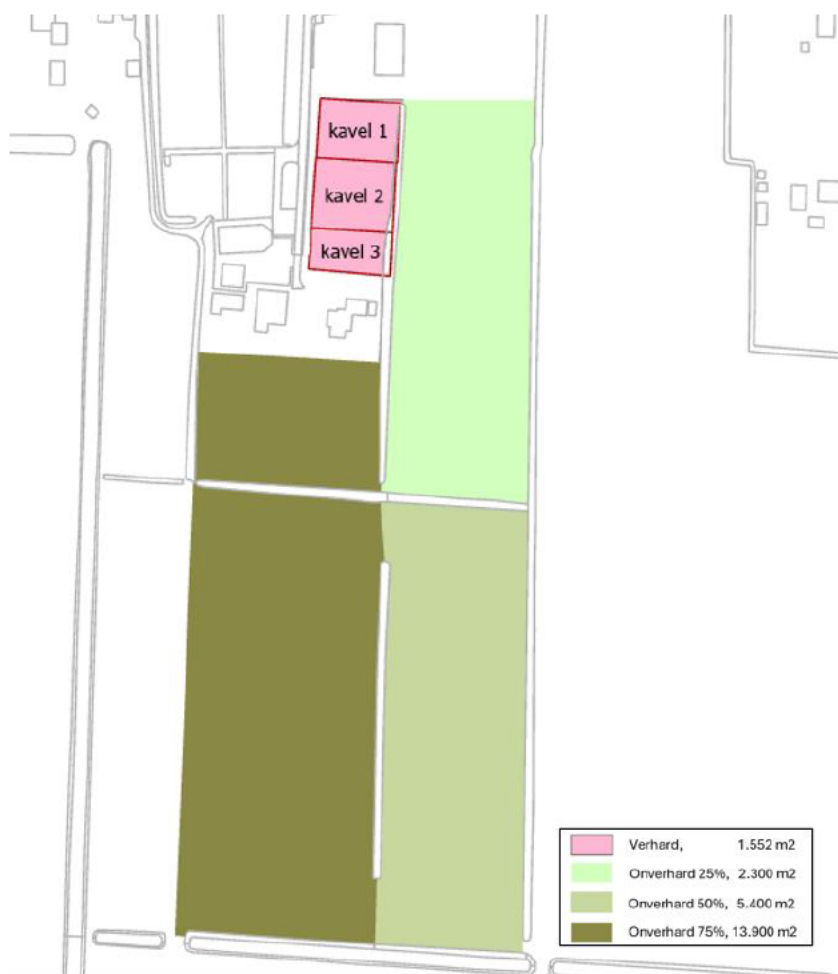 kavel 1
kavel 2
kavel 3
Verhard, 1.552 m2
Onverhard 25%, 2.300 m2
Onverhard 50%, 5.400 m2
Onverhard 75%, 13.900 m2